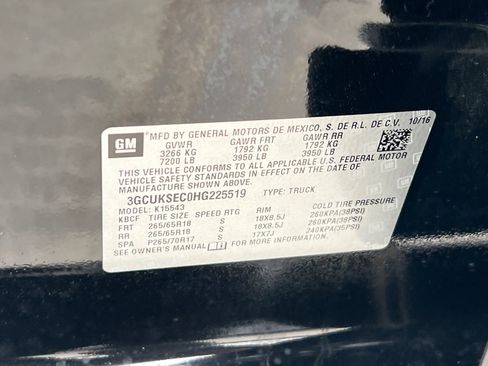 GM
MFD BY GENERAL MOTORS DE MEXICO, S. DE R.L. DE C.V. 10/16
GVWR GAWR FRT GAWR RR
3266 KG 1792 KG 1792 KG
7200 LB 3950 LB 3950 LB
THIS VEHICLE CONFORMS TO ALL APPLICABLE U.S. FEDERAL MOTOR
VEHICLE SAFETY STANDARDS IN EFFECT ON THE DATE OF
MANUFACTURE SHOWN ABOVE.
3GCUKSEC0HG225519 TYPE: TRUCK
MODEL: K15543
KBCF TIRE SIZE SPEED RTG RIM COLD TIRE PRESSURE
FRT 265/65R18 S 18X8.5J 260KPA(38PSI)
RR 265/65R18 S 18X8.5J 260KPA(38PSI)
SPA P265/70R17 S 17X7J 240KPA(35PSI)
SEE OWNER'S MANUAL FOR MORE INFORMATION.